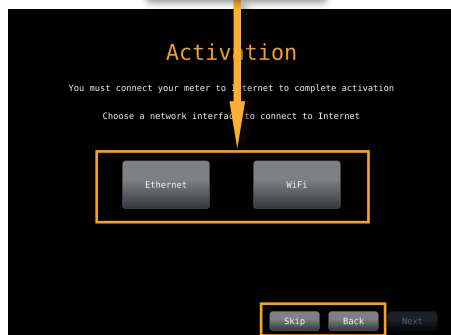 Activation
You must connect your meter to Internet to complete activation
Choose a network interface to connect to Internet
Ethernet
WiFi
Skip
Back
Next